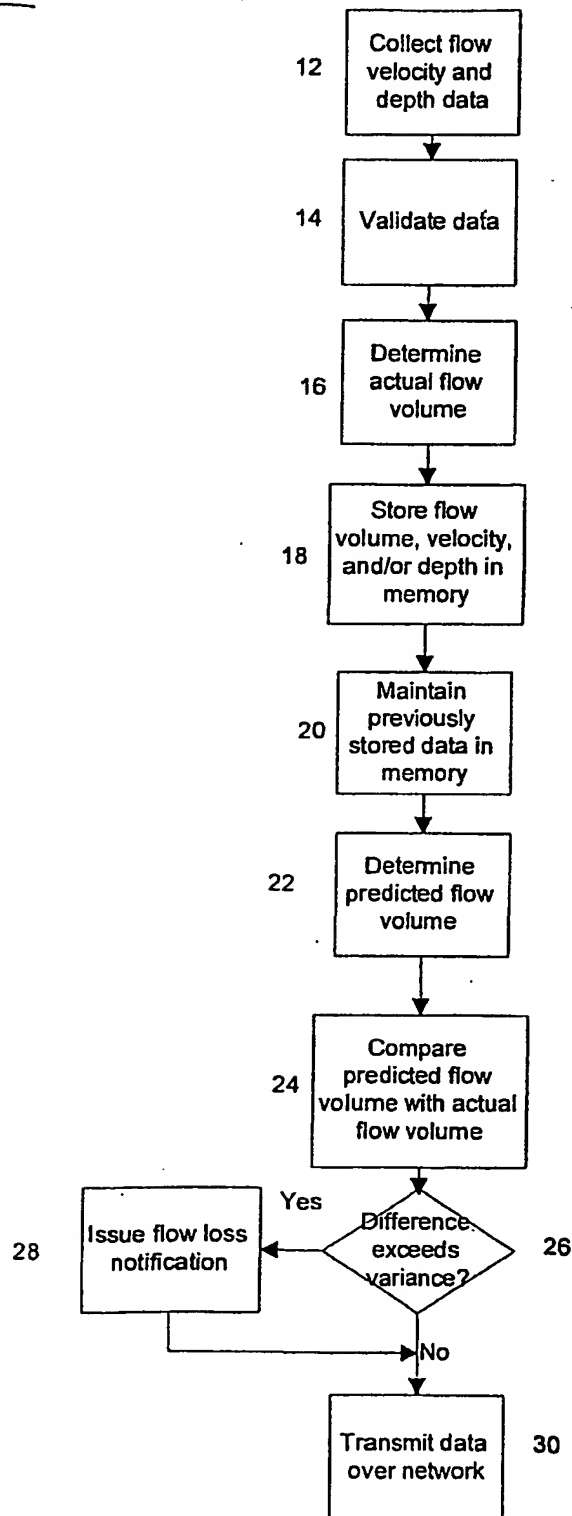 12
Collect flow
velocity and
depth data
14
Validate data
16
Determine
actual flow
volume
18
Store flow
volume, velocity,
and/or depth in
memory
20
Maintain
previously
stored data in
memory
22
Determine
predicted flow
volume
24
Compare
predicted flow
volume with actual
flow volume
Yes
28
Issue flow loss
notification
Difference
exceeds
variance?
26
No
Transmit data
over network
30